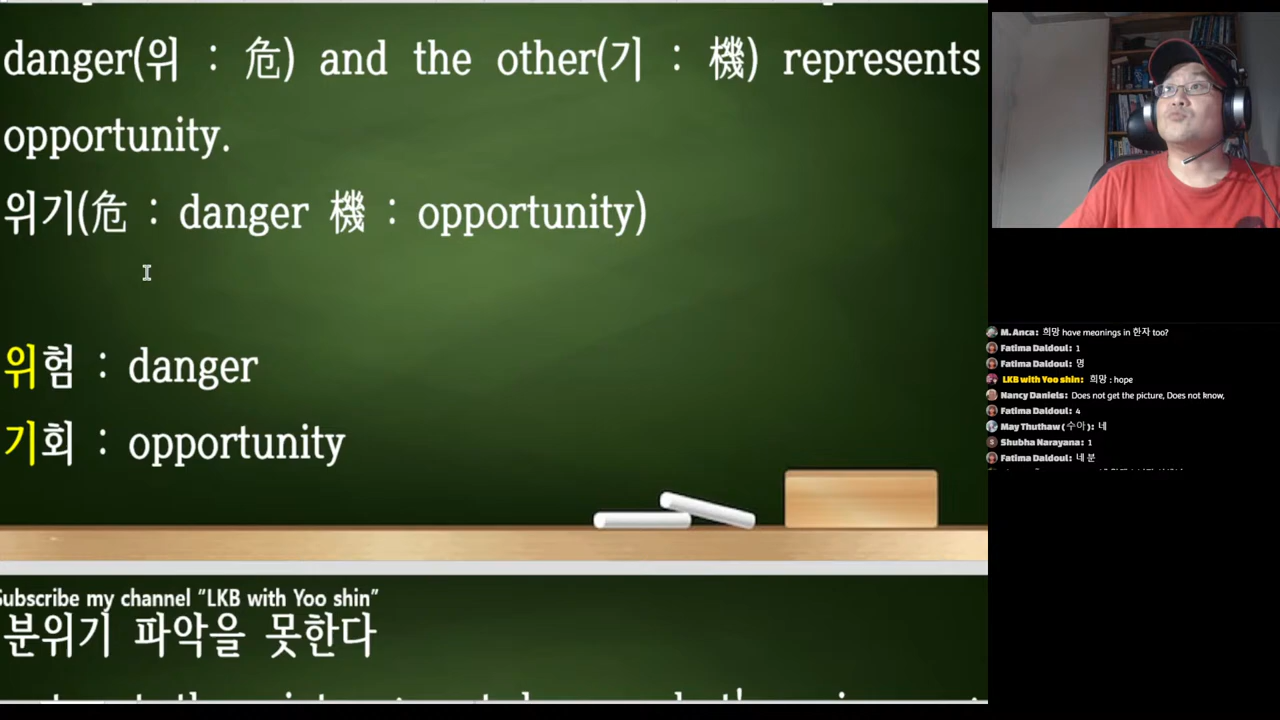 danger(위 : 危) and the other(기 : 機) represents
opportunity.
위기(危 : danger 機 : opportunity)
위험 : danger
기회 : opportunity
Subscribe my channel “LKB with Yoo shin”
분위기 파악을 못한다
M. Anca: 희망 have meanings in 한자 too?
Fatima Daldoul: 1
Fatima Daldoul: 명
LKB with Yoo shin: 희망 : hope
Nancy Daniels: Does not get the picture, Does not know,
Fatima Daldoul: 4
May Thuthaw (수아): 네
Shubha Narayana: 1
Fatima Daldoul: 네 분